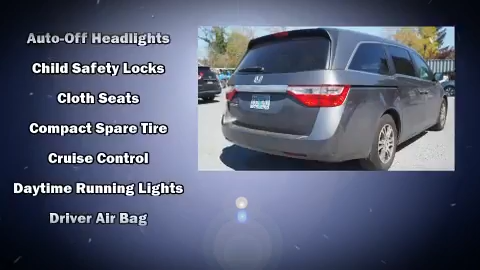 Auto-Off Headlights
Child Safety Locks
Cloth Seats
Compact Spare Tire
Cruise Control
Daytime Running Lights
Driver Air Bag